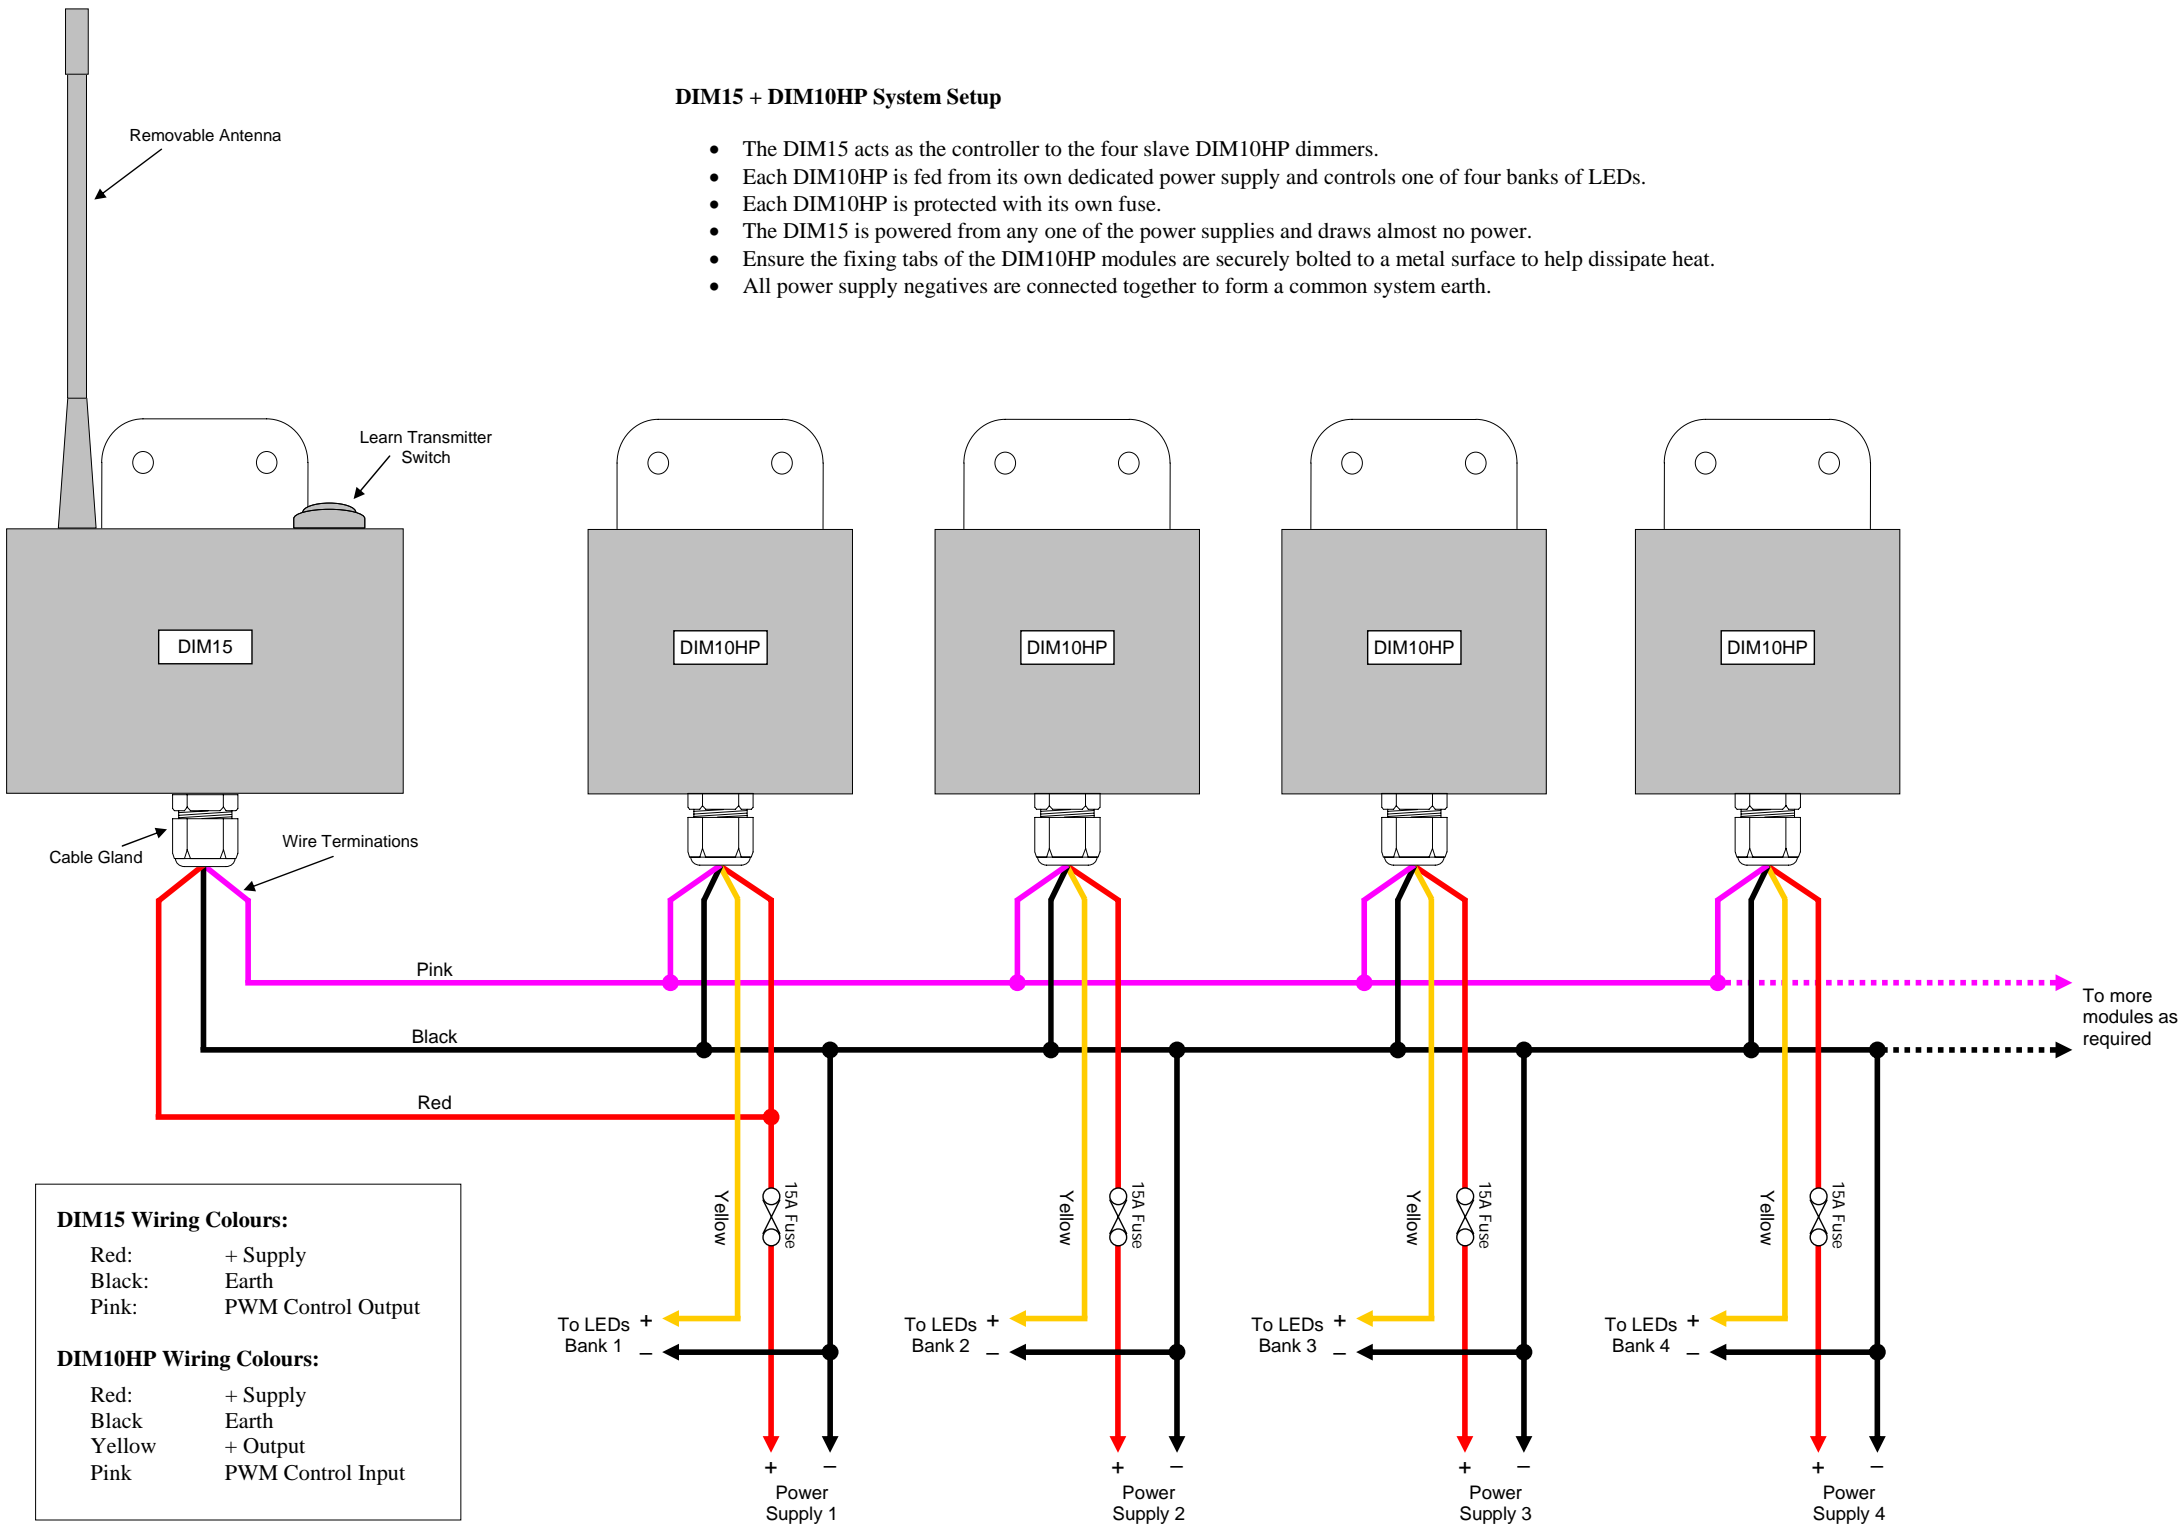 DIM15 + DIM10HP System Setup
• The DIM15 acts as the controller to the four slave DIM10HP dimmers.
• Each DIM10HP is fed from its own dedicated power supply and controls one of four banks of LEDs.
• Each DIM10HP is protected with its own fuse.
• The DIM15 is powered from any one of the power supplies and draws almost no power.
• Ensure the fixing tabs of the DIM10HP modules are securely bolted to a metal surface to help dissipate heat.
• All power supply negatives are connected together to form a common system earth.
Removable Antenna
Learn Transmitter
Switch
DIM15
DIM10HP
DIM10HP
DIM10HP
DIM10HP
Cable Gland
Wire Terminations
Pink
Black
Red
To more
modules as
required
Yellow
15A Fuse
Yellow
15A Fuse
Yellow
15A Fuse
Yellow
15A Fuse
To LEDs +
Bank 1 –
To LEDs +
Bank 2 –
To LEDs +
Bank 3 –
To LEDs +
Bank 4 –
+ –
Power
Supply 1
+ –
Power
Supply 2
+ –
Power
Supply 3
+ –
Power
Supply 4
DIM15 Wiring Colours:
Red: + Supply
Black: Earth
Pink: PWM Control Output
DIM10HP Wiring Colours:
Red: + Supply
Black Earth
Yellow + Output
Pink PWM Control Input